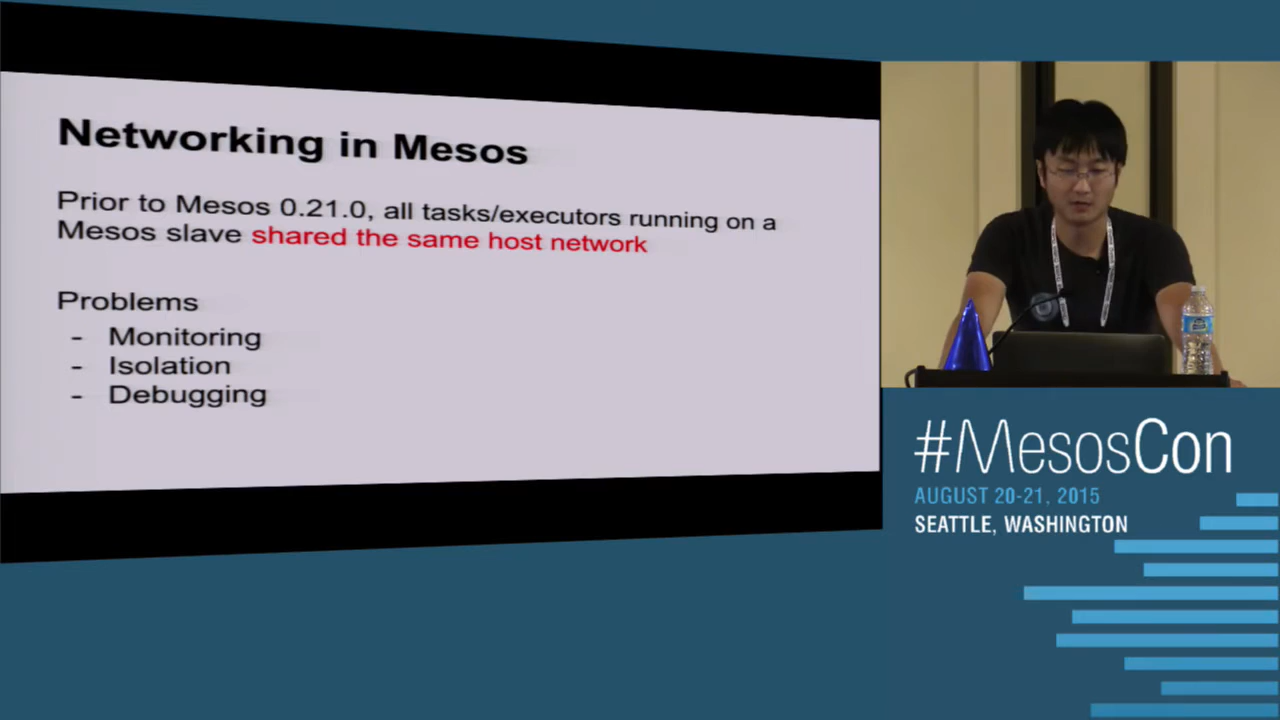 Networking in Mesos
Prior to Mesos 0.21.0, all tasks/executors running on a
Mesos slave shared the same host network
Problems
- Monitoring
- Isolation
- Debugging
#MesosCon
AUGUST 20-21, 2015
SEATTLE, WASHINGTON